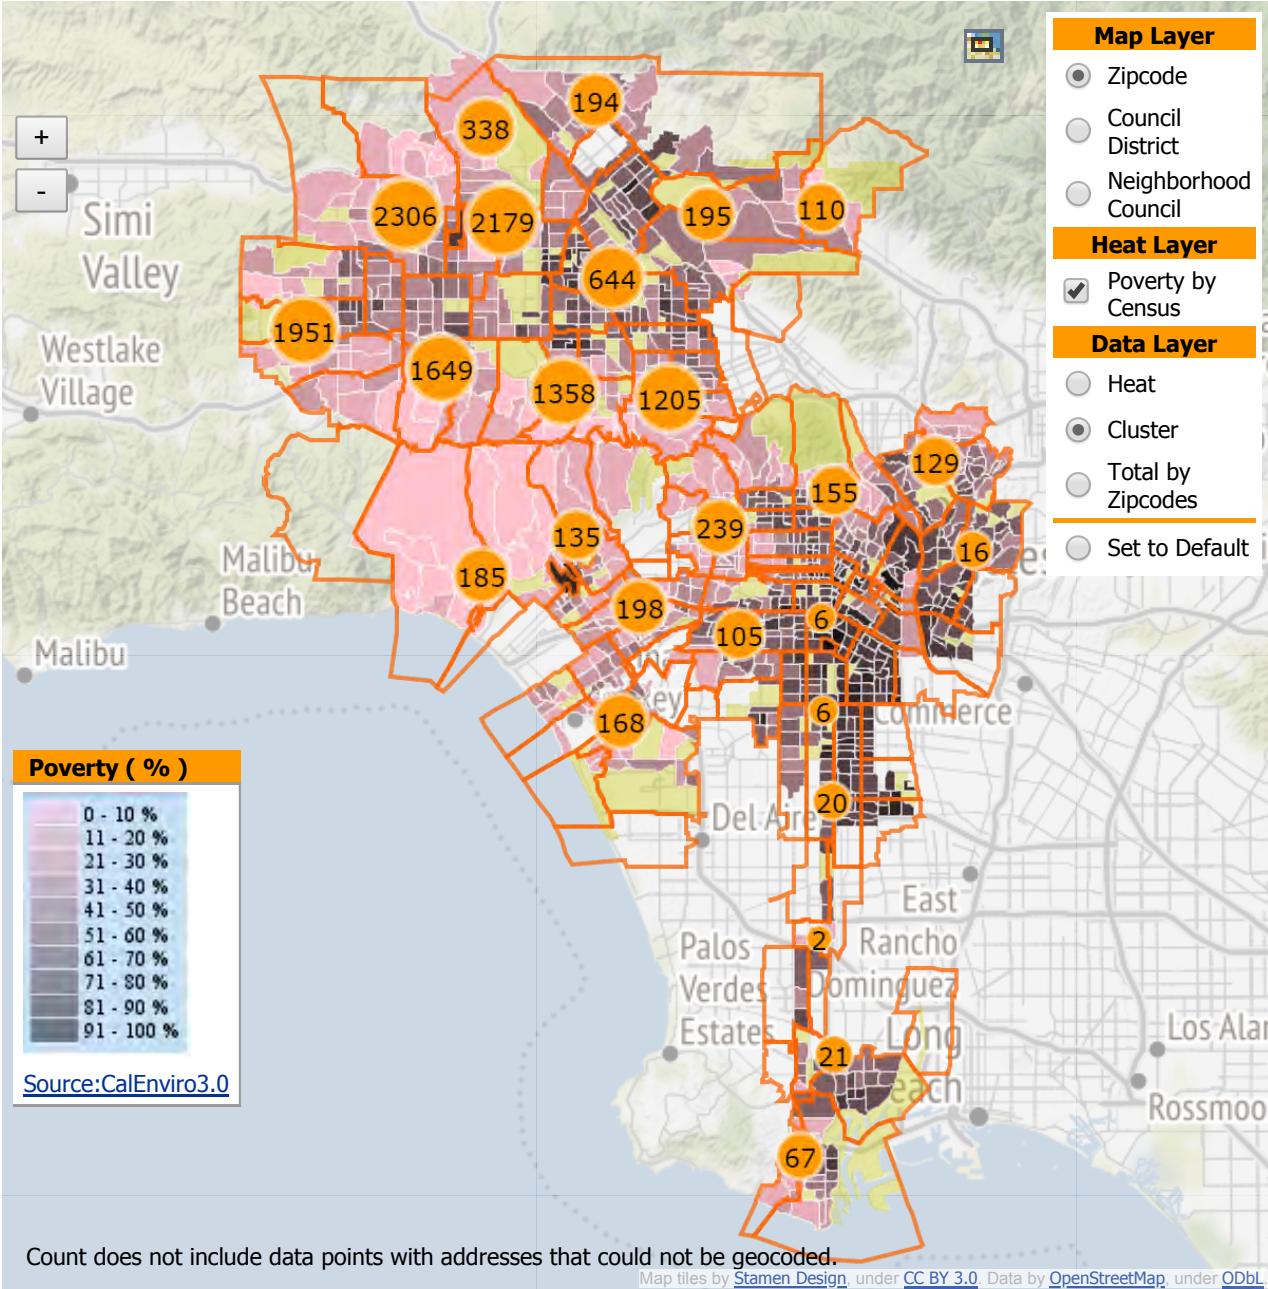 Map Layer
Zipcode
Council
District
Neighborhood
Council
Heat Layer
Poverty by
Census
Data Layer
Heat
Cluster
Total by
Zipcodes
Set to Default
+
-
194
338
2306
2179
195
110
644
1951
1649
1358
1205
129
155
239
16
135
185
198
6
105
6
168
20
2
21
67
Simi
Valley
Westlake
Village
Malibu
Beach
Malibu
Commerce
Del Aire
East
Rancho
Dominguez
Palos
Verdes
Estates
Long
Beach
Los Alar
Rossmoo
Poverty ( % )
0 - 10 %
11 - 20 %
21 - 30 %
31 - 40 %
41 - 50 %
51 - 60 %
61 - 70 %
71 - 80 %
81 - 90 %
91 - 100 %
Source:CalEnviro3.0
Count does not include data points with addresses that could not be geocoded.
Map tiles by Stamen Design, under CC BY 3.0. Data by OpenStreetMap, under ODbL.